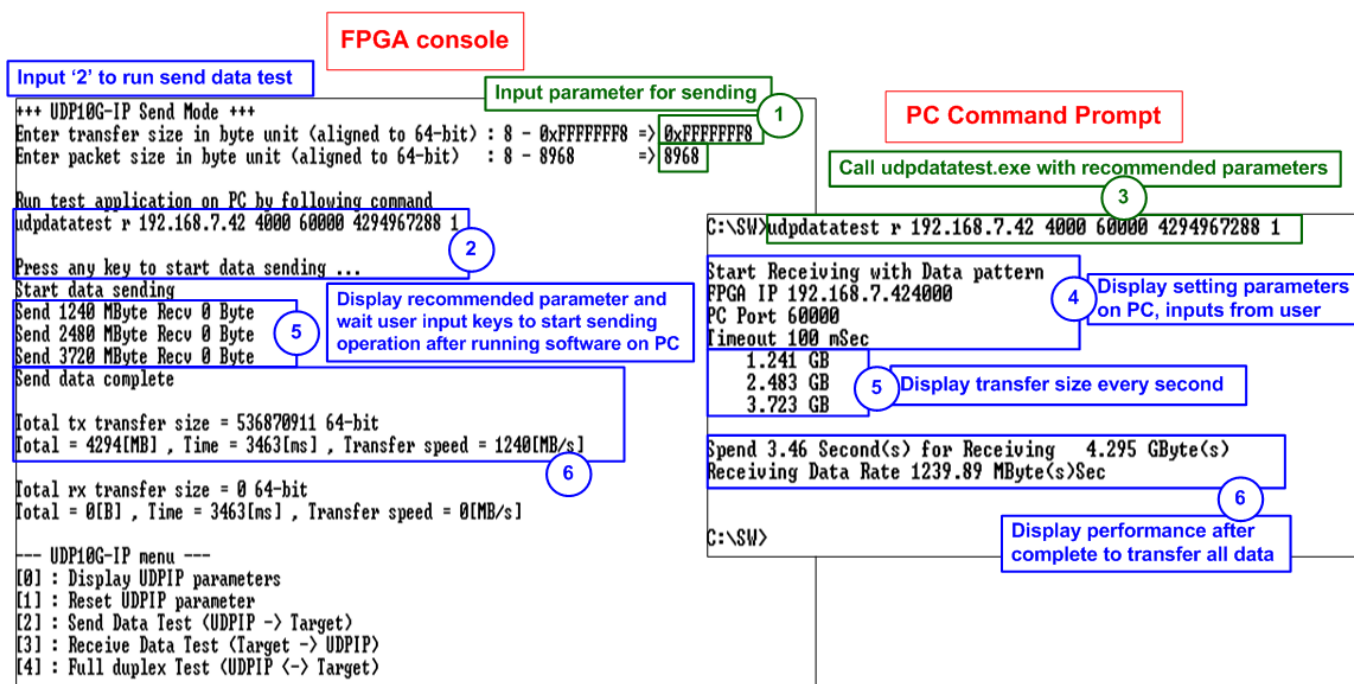 FPGA console
Input ‘2’ to run send data test
+++ UDP10G-IP Send Mode +++
Input parameter for sending
1
Enter transfer size in byte unit (aligned to 64-bit) : 8 - 0xFFFFFFF8 => 0xFFFFFFF8
Enter packet size in byte unit (aligned to 64-bit) : 8 - 8968 => 8968
Run test application on PC by following command
udpdatatest r 192.168.7.42 4000 60000 4294967288 1
2
Press any key to start data sending ...
Start data sending
Send 1240 MByte Recv 0 Byte
Send 2480 MByte Recv 0 Byte
Send 3720 MByte Recv 0 Byte
5
Display recommended parameter and
wait user input keys to start sending
operation after running software on PC
Send data complete
Total tx transfer size = 536870911 64-bit
Total = 4294[MB] , Time = 3463[ms] , Transfer speed = 1240[MB/s]
6
Total rx transfer size = 0 64-bit
Total = 0[B] , Time = 3463[ms] , Transfer speed = 0[MB/s]
--- UDP10G-IP menu ---
[0] : Display UDPIP parameters
[1] : Reset UDPIP parameter
[2] : Send Data Test (UDPIP -> Target)
[3] : Receive Data Test (Target -> UDPIP)
[4] : Full duplex Test (UDPIP <-> Target)
PC Command Prompt
Call udpdatatest.exe with recommended parameters
3
C:\SW>udpdatatest r 192.168.7.42 4000 60000 4294967288 1
Start Receiving with Data pattern
FPGA IP 192.168.7.424000
PC Port 60000
Timeout 100 mSec
4
Display setting parameters
on PC, inputs from user
1.241 GB
2.483 GB
3.723 GB
5
Display transfer size every second
Spend 3.46 Second(s) for Receiving 4.295 GByte(s)
Receiving Data Rate 1239.89 MByte(s)Sec
6
Display performance after
complete to transfer all data
C:\SW>